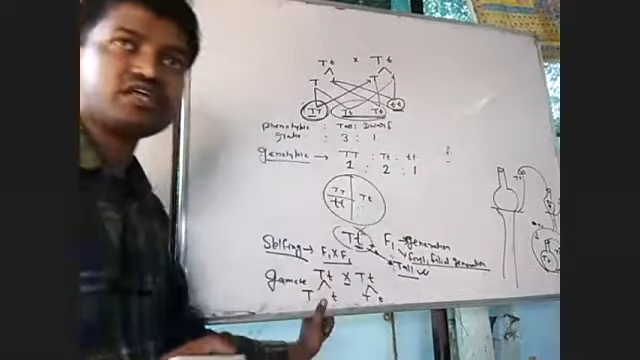 Tt x Tt
T t T t
TT Tt Tt tt
phenotypic : Tall : Dwarf
ratio : 3 : 1
genotypic → TT : Tt : tt
1 : 2 : 1
TT
tt Tt
Tt F1 → generation
Selfing → F1 x F1 first filial generation
Tall
Gamete Tt x Tt
T t T t